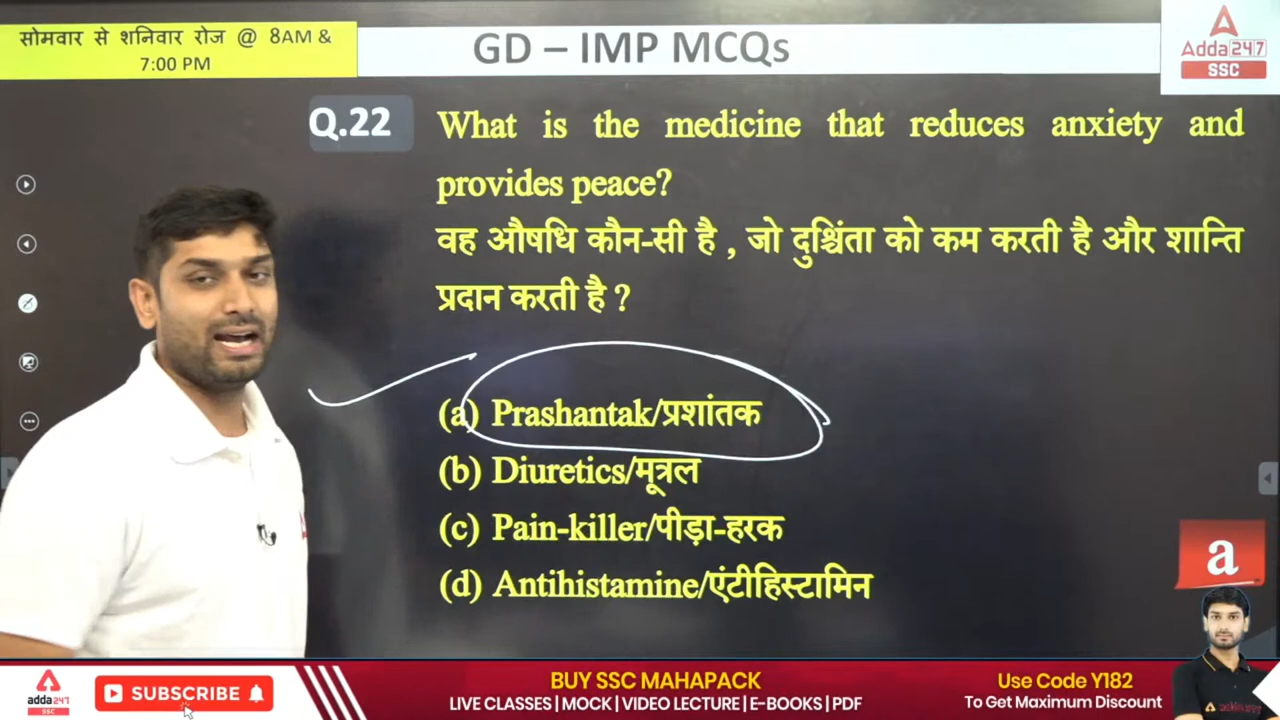 सोमवार से शनिवार रोज @ 8AM &
7:00 PM
GD – IMP MCQs
Adda247
SSC
Q.22
What is the medicine that reduces anxiety and
provides peace?
वह औषधि कौन-सी है , जो दुश्चिंता को कम करती है और शान्ति
प्रदान करती है ?
(a) Prashantak/प्रशांतक
(b) Diuretics/मूत्रल
(c) Pain-killer/पीड़ा-हरक
(d) Antihistamine/एंटीहिस्टामिन
a
adda247
SSC
SUBSCRIBE
BUY SSC MAHAPACK
LIVE CLASSES | MOCK | VIDEO LECTURE | E-BOOKS | PDF
Use Code Y182
To Get Maximum Discount
adda247